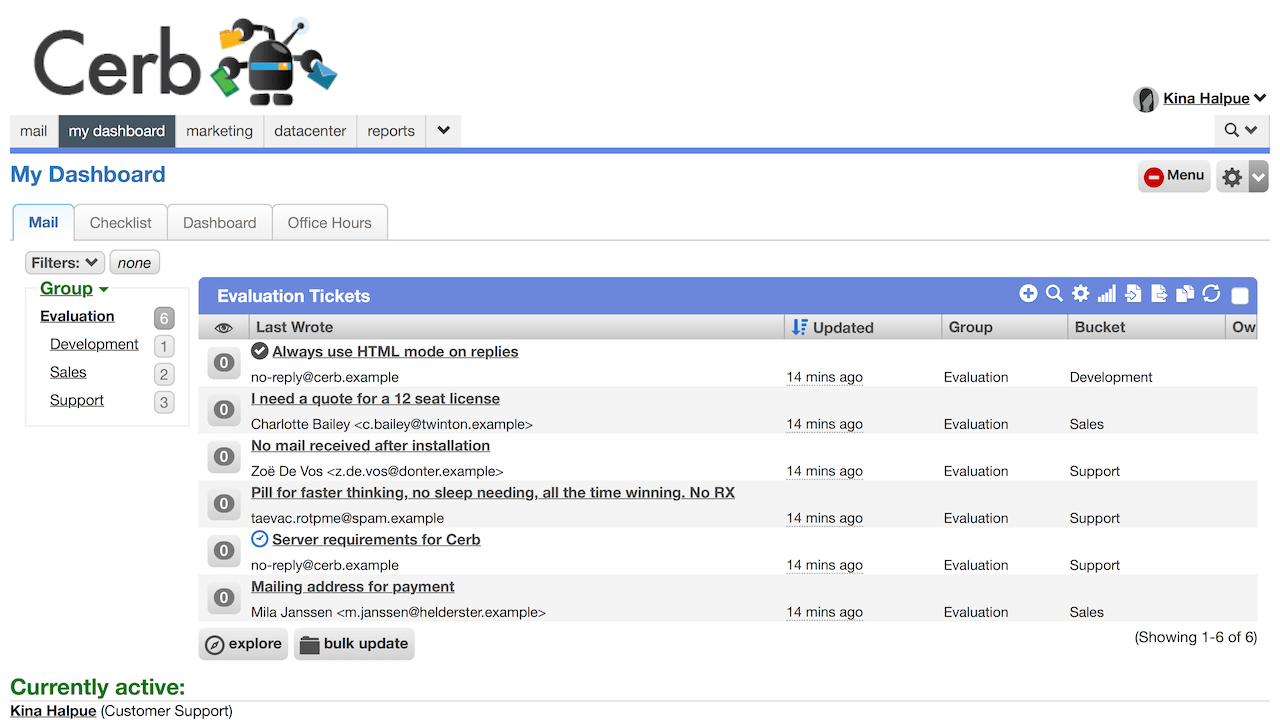 Cerb
Kina Halpue
mail my dashboard marketing datacenter reports
My Dashboard
Menu
Mail Checklist Dashboard Office Hours
Filters: none
Group
Evaluation 6
Development 1
Sales 2
Support 3
Evaluation Tickets
Last Wrote Updated Group Bucket Ow
0 Always use HTML mode on replies
no-reply@cerb.example 14 mins ago Evaluation Development
0 I need a quote for a 12 seat license
Charlotte Bailey <c.bailey@twinton.example> 14 mins ago Evaluation Sales
0 No mail received after installation
Zoë De Vos <z.de.vos@donter.example> 14 mins ago Evaluation Support
0 Pill for faster thinking, no sleep needing, all the time winning. No RX
taevac.rotpme@spam.example 14 mins ago Evaluation Support
0 Server requirements for Cerb
no-reply@cerb.example 14 mins ago Evaluation Support
0 Mailing address for payment
Mila Janssen <m.janssen@helderster.example> 14 mins ago Evaluation Sales
explore bulk update (Showing 1-6 of 6)
Currently active:
Kina Halpue (Customer Support)